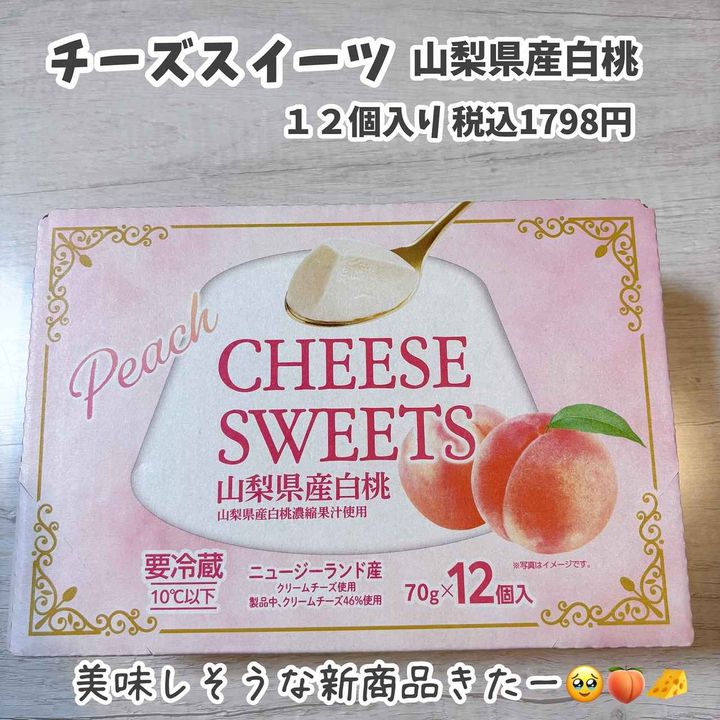 チーズスイーツ 山梨県産白桃
１２個入り 税込1798円
Peach
CHEESE
SWEETS
山梨県産白桃
山梨県産白桃濃縮果汁使用
要冷蔵
10℃以下
ニュージーランド産
クリームチーズ使用
製品中、クリームチーズ46%使用
※写真はイメージです。
70g×12個入
美味しそうな新商品きたー🥹🍑🧀